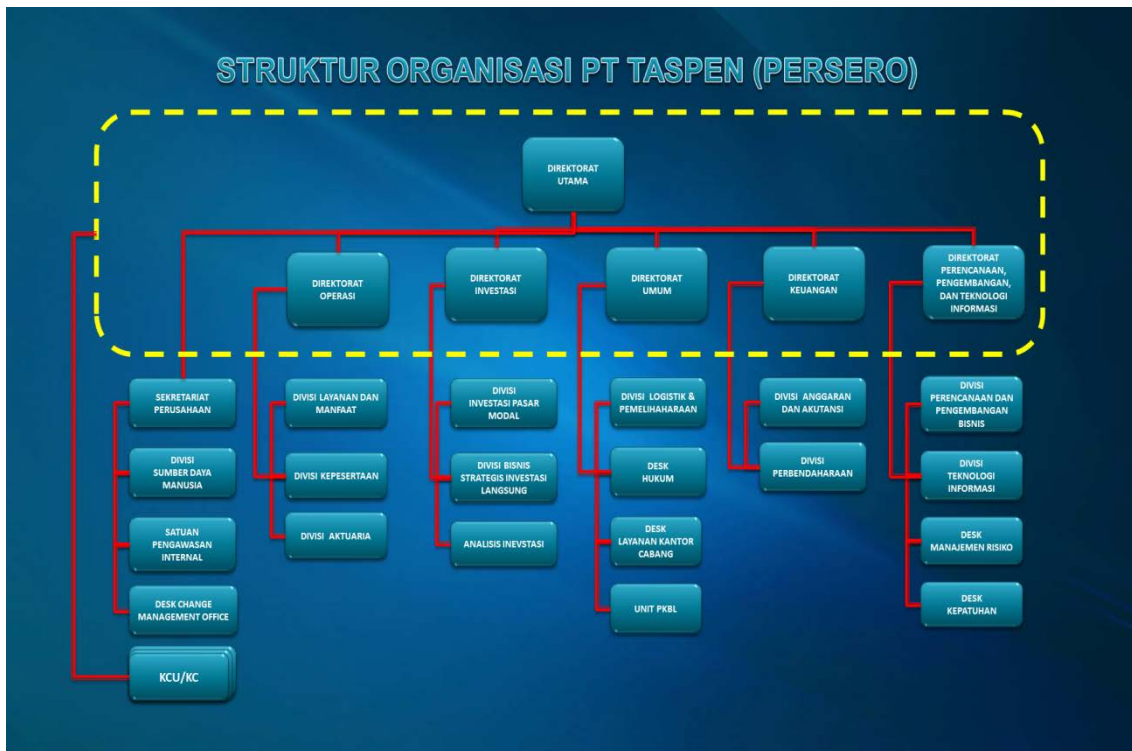 STRUKTUR ORGANISASI PT TASPEN (PERSERO)
DIREKTORAT
UTAMA
DIREKTORAT
OPERASI
DIREKTORAT
INVESTASI
DIREKTORAT
UMUM
DIREKTORAT
KEUANGAN
DIREKTORAT
PERENCANAAN,
PENGEMBANGAN,
DAN TEKNOLOGI
INFORMASI
SEKRETARIAT
PERUSAHAAN
DIVISI
SUMBER DAYA
MANUSIA
SATUAN
PENGAWASAN
INTERNAL
DESK CHANGE
MANAGEMENT OFFICE
KCU/KC
DIVISI LAYANAN DAN
MANFAAT
DIVISI KEPESERTAAN
DIVISI AKTUARIA
DIVISI
INVESTASI PASAR
MODAL
DIVISI BISNIS
STRATEGIS INVESTASI
LANGSUNG
ANALISIS INEVSTASI
DIVISI LOGISTIK &
PEMELIHAHARAAN
DESK
HUKUM
DESK
LAYANAN KANTOR
CABANG
UNIT PKBL
DIVISI ANGGARAN
DAN AKUTANSI
DIVISI
PERBENDAHARAAN
DIVISI
PERENCANAAN DAN
PENGEMBANGAN
BISNIS
DIVISI
TEKNOLOGI
INFORMASI
DESK
MANAJEMEN RISIKO
DESK
KEPATUHAN